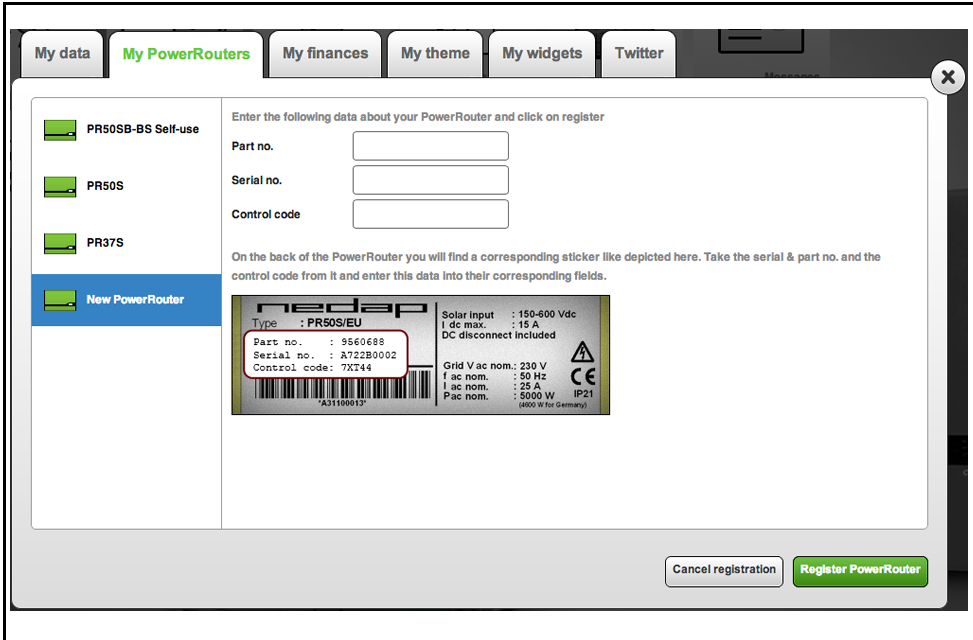 My data
My PowerRouters
My finances
My theme
My widgets
Twitter
Messages
PR50SB-BS Self-use
PR50S
PR37S
New PowerRouter
Enter the following data about your PowerRouter and click on register
Part no.
Serial no.
Control code
On the back of the PowerRouter you will find a corresponding sticker like depicted here. Take the serial & part no. and the
control code from it and enter this data into their corresponding fields.
nedap
Type : PR50S/EU
Part no. : 9560688
Serial no. : A722B0002
Control code: 7XT44
*A31100013*
Solar input : 150-600 Vdc
I dc max. : 15 A
DC disconnect included
Grid V ac nom.: 230 V
f ac nom. : 50 Hz
I ac nom. : 25 A
Pac nom. : 5000 W
(4600 W for Germany)
CE
IP21
Cancel registration
Register PowerRouter